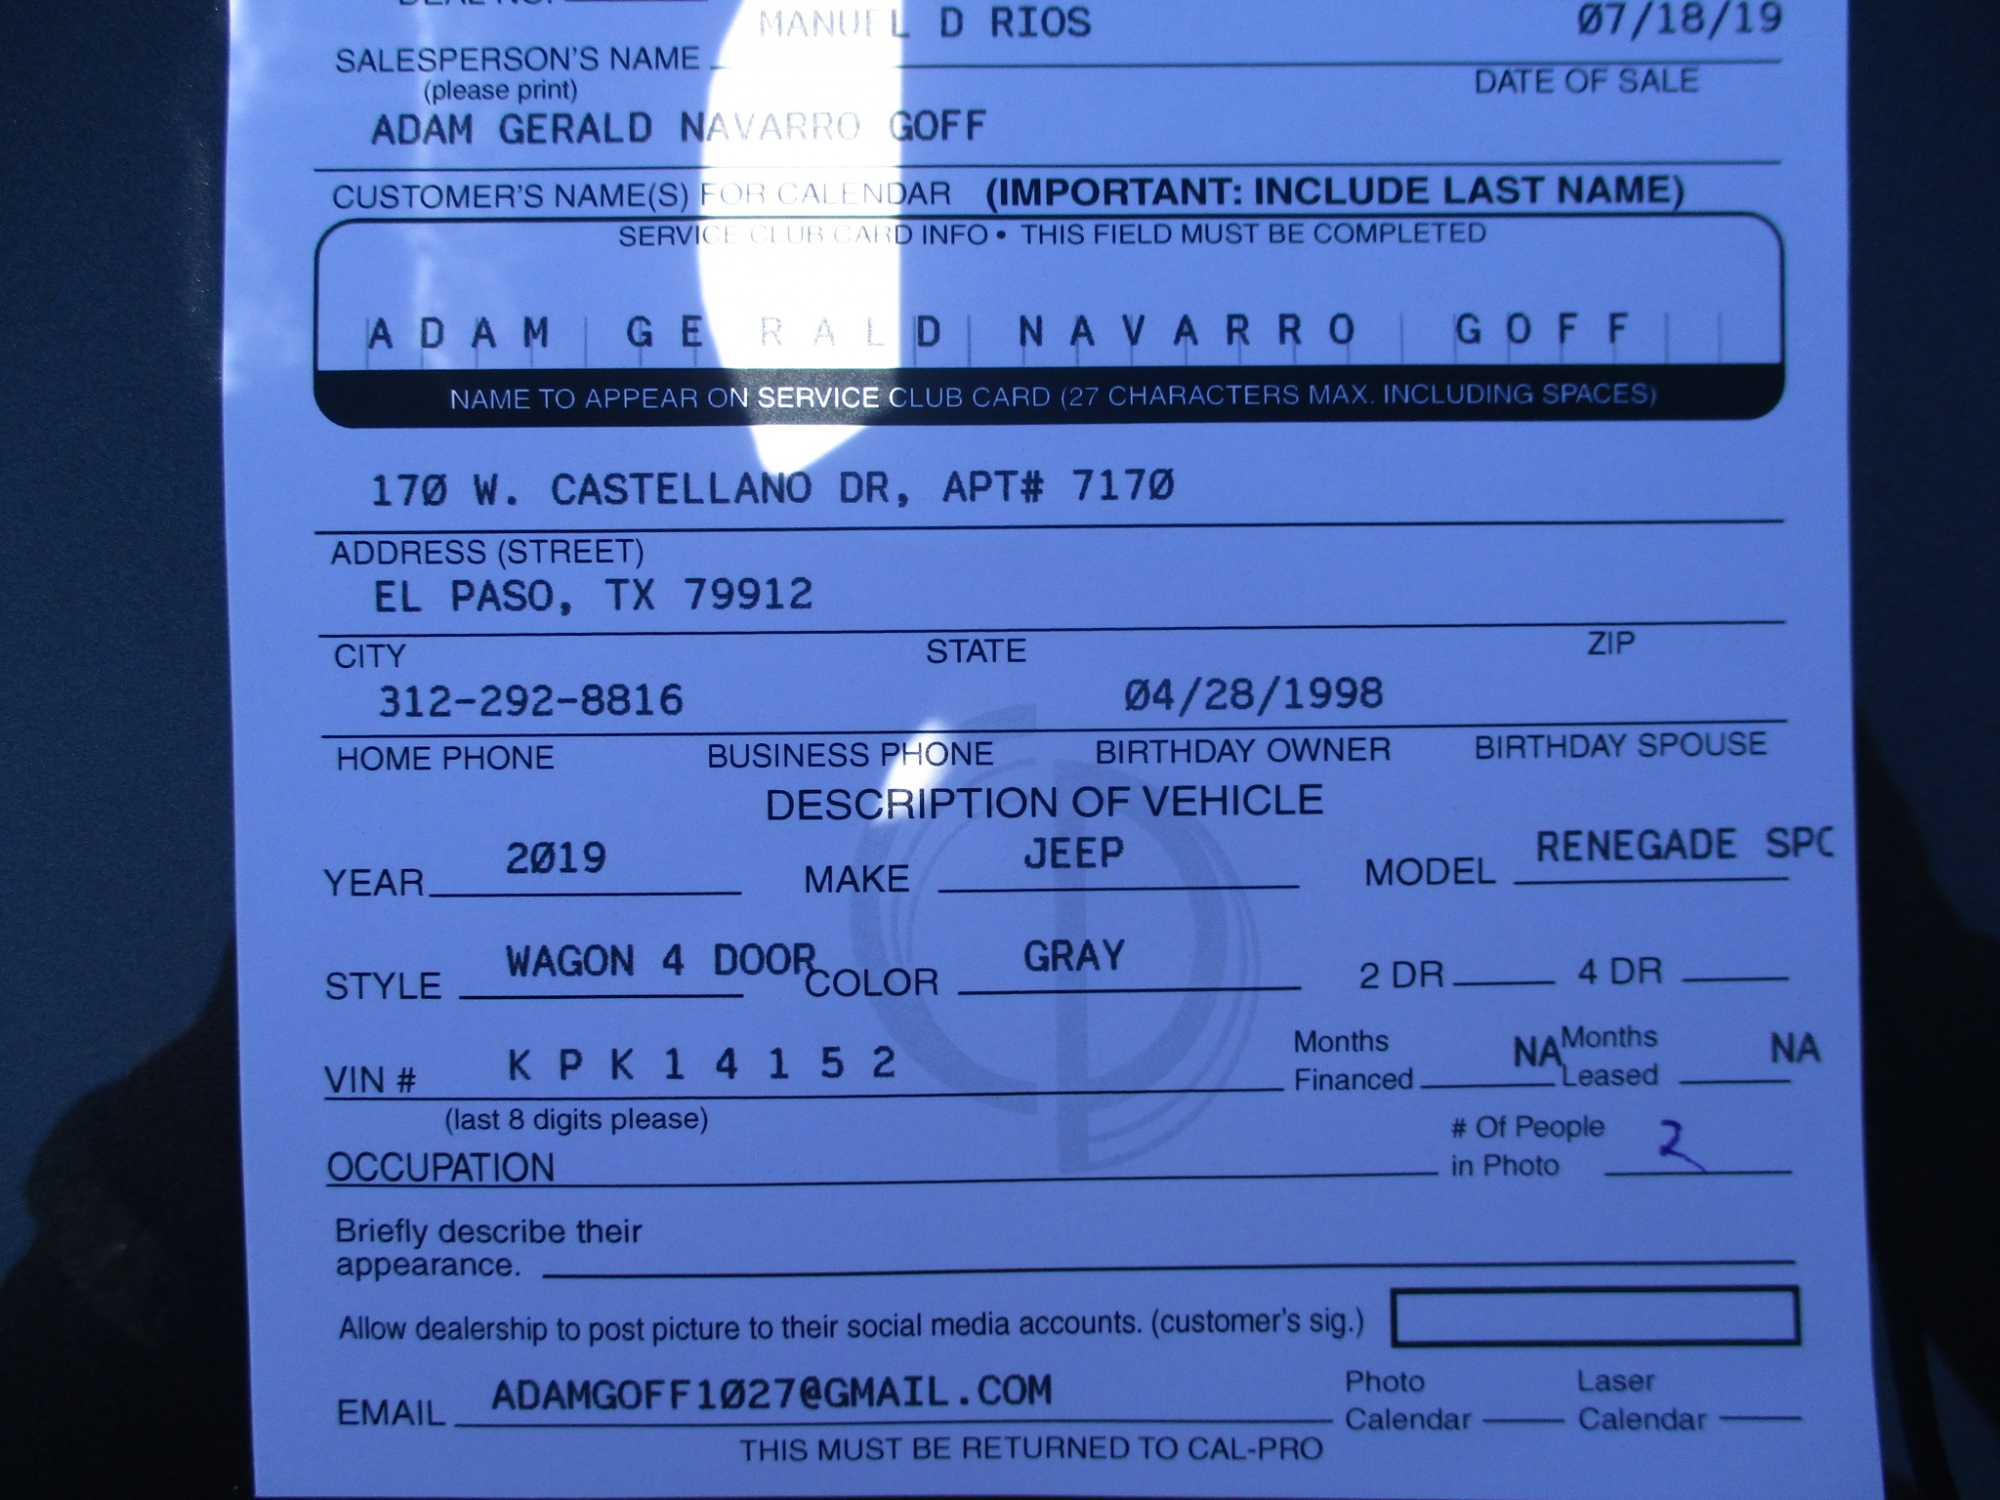 DEAL NO.
MANUEL D RIOS 07/18/19
SALESPERSON'S NAME
(please print) DATE OF SALE
ADAM GERALD NAVARRO GOFF
CUSTOMER'S NAME(S) FOR CALENDAR (IMPORTANT: INCLUDE LAST NAME)
SERVICE CLUB CARD INFO • THIS FIELD MUST BE COMPLETED
ADAM GERALD NAVARRO GOFF
NAME TO APPEAR ON SERVICE CLUB CARD (27 CHARACTERS MAX. INCLUDING SPACES)
170 W. CASTELLANO DR, APT# 7170
ADDRESS (STREET)
EL PASO, TX 79912
CITY STATE ZIP
312-292-8816 04/28/1998
HOME PHONE BUSINESS PHONE BIRTHDAY OWNER BIRTHDAY SPOUSE
DESCRIPTION OF VEHICLE
YEAR 2019 MAKE JEEP MODEL RENEGADE SPO
STYLE WAGON 4 DOOR COLOR GRAY 2 DR 4 DR
VIN # KPK14152 Months Financed NA Months Leased NA
(last 8 digits please)
OCCUPATION # Of People in Photo 2
Briefly describe their
appearance.
Allow dealership to post picture to their social media accounts. (customer's sig.)
EMAIL ADAMGOFF1027@GMAIL.COM Photo Calendar Laser Calendar
THIS MUST BE RETURNED TO CAL-PRO